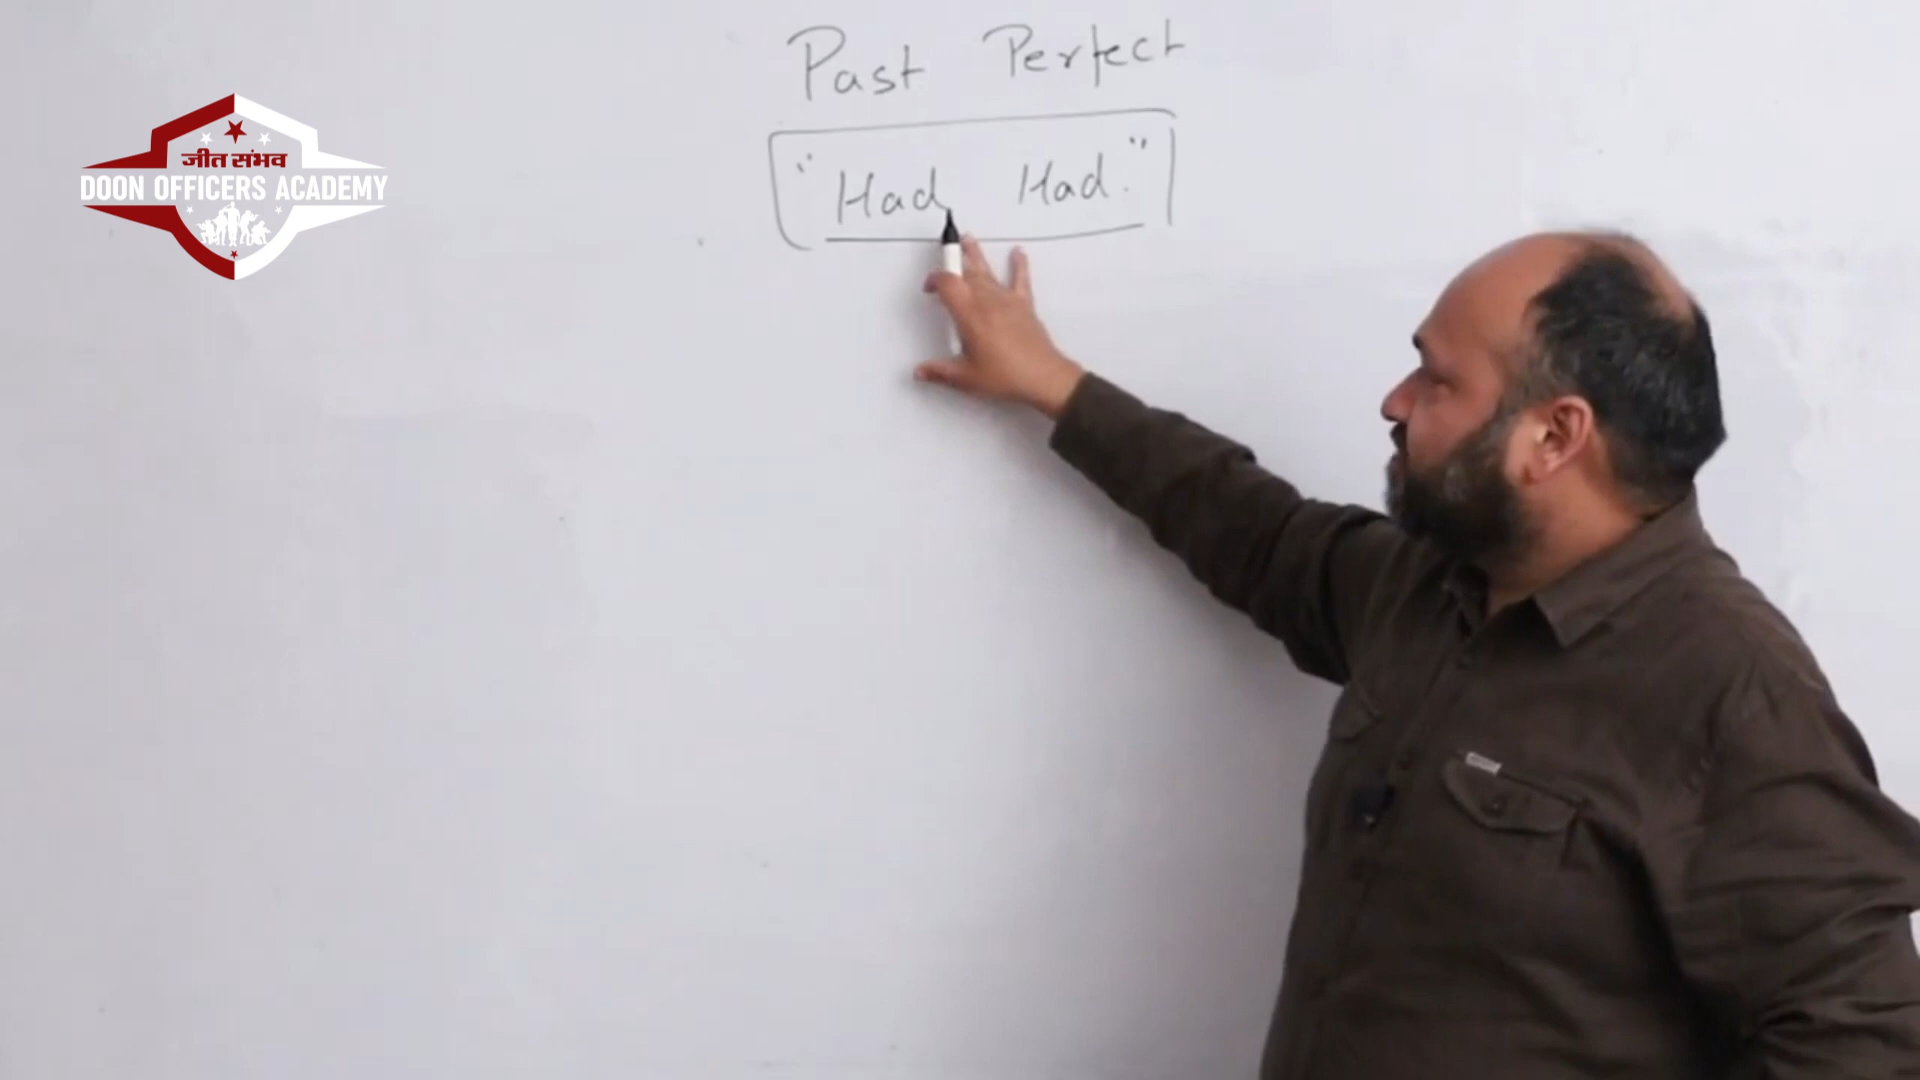 Past Perfect
"Had Had."
जीत संभव
DOON OFFICERS ACADEMY